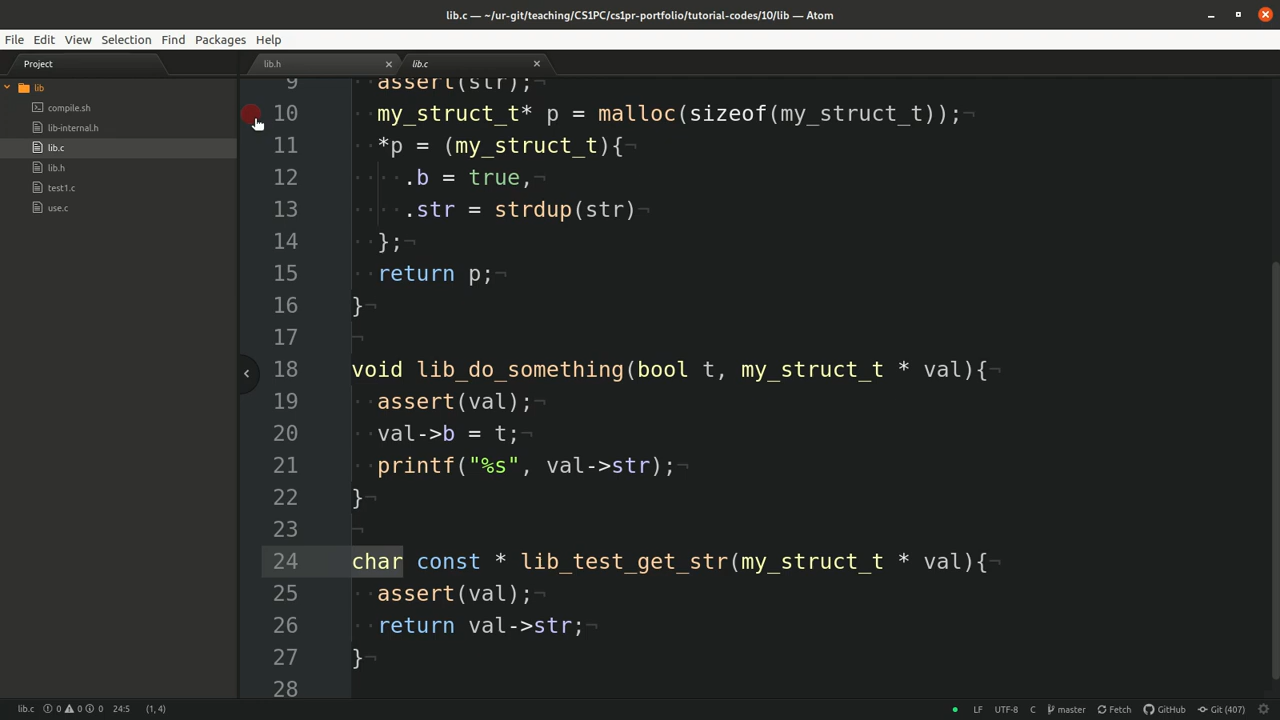 lib.c — ~/ur-git/teaching/CS1PC/cs1pr-portfolio/tutorial-codes/10/lib — Atom
File Edit View Selection Find Packages Help
Project
lib.h
lib.c
lib
compile.sh
lib-internal.h
lib.c
lib.h
test1.c
use.c
9 assert(str);¬
10 my_struct_t* p = malloc(sizeof(my_struct_t));¬
11 *p = (my_struct_t){¬
12 .b = true,¬
13 .str = strdup(str)¬
14 };¬
15 return p;¬
16 }¬
17 ¬
18 void lib_do_something(bool t, my_struct_t * val){¬
19 assert(val);¬
20 val->b = t;¬
21 printf("%s", val->str);¬
22 }¬
23 ¬
24 char const * lib_test_get_str(my_struct_t * val){¬
25 assert(val);¬
26 return val->str;¬
27 }¬
28
lib.c 0 0 0 24:5 (1, 4) LF UTF-8 C master Fetch GitHub Git (407)